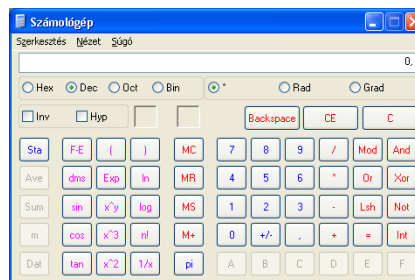 Számológép
Szerkesztés Nézet Súgó
0,
Hex Dec Oct Bin ° Rad Grad
Inv Hyp Backspace CE C
Sta F-E ( ) MC 7 8 9 / Mod And
Ave dms Exp ln MR 4 5 6 * Or Xor
Sum sin x^y log MS 1 2 3 - Lsh Not
m cos x^3 n! M+ 0 +/- , + = Int
Dat tan x^2 1/x pi A B C D E F